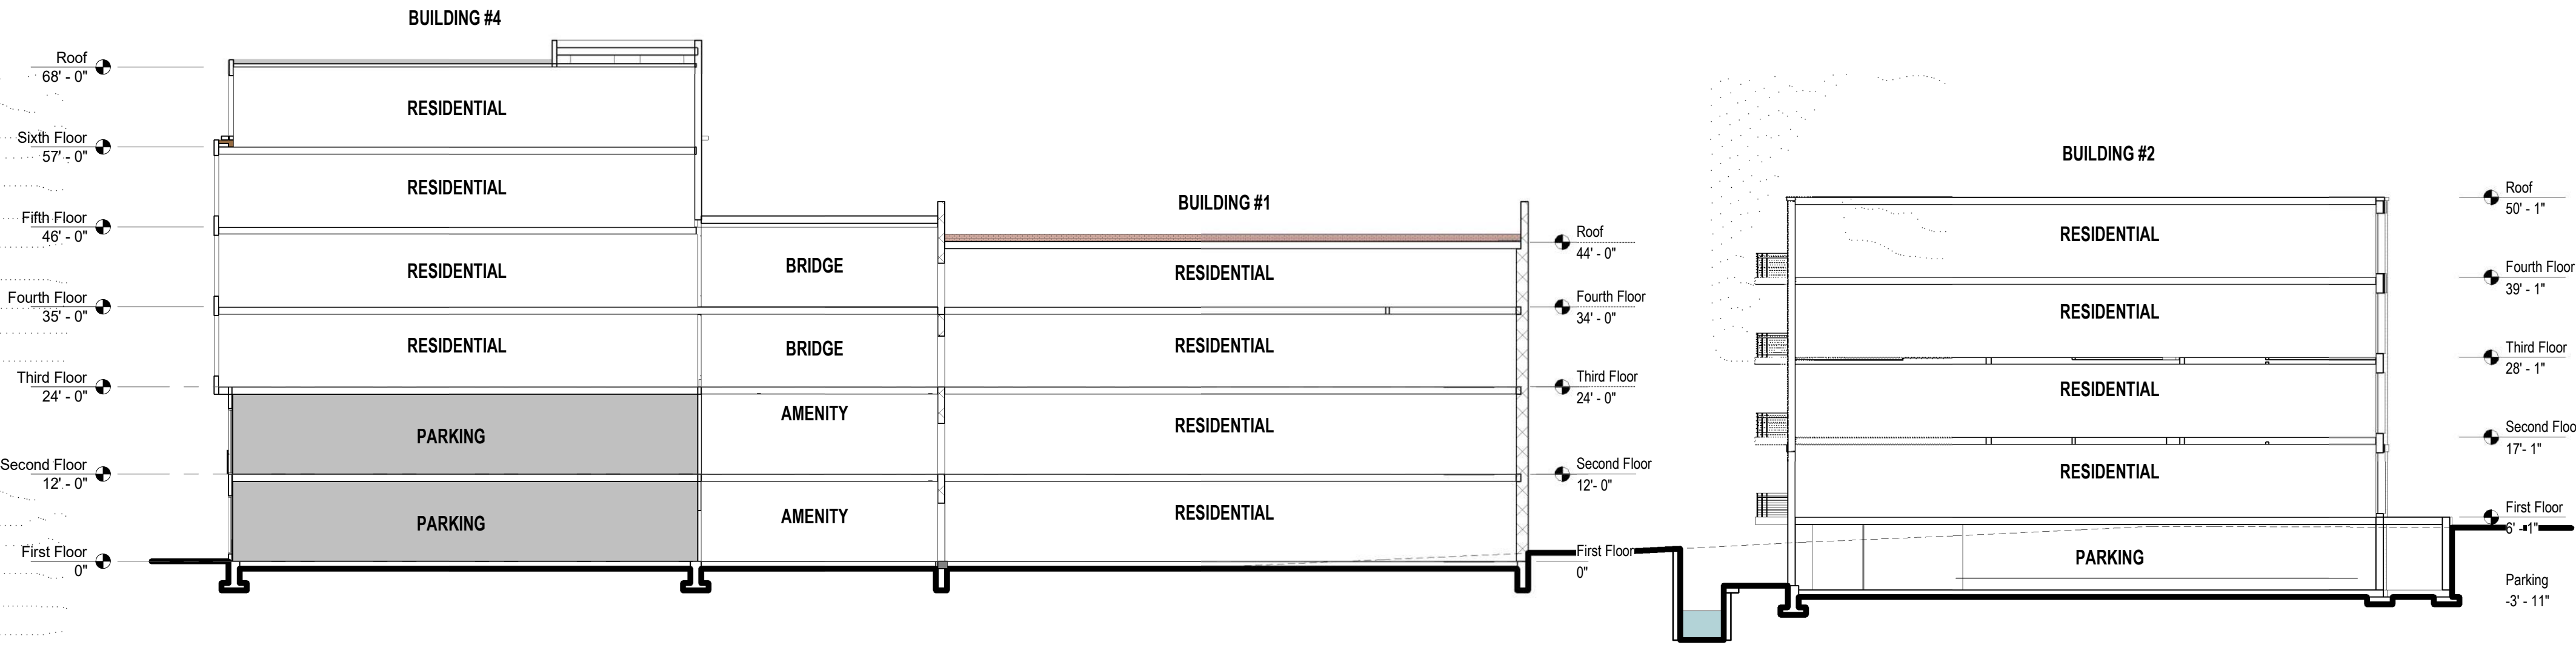 BUILDING #4
Roof
68' - 0"
RESIDENTIAL
Sixth Floor
57' - 0"
RESIDENTIAL
Fifth Floor
46' - 0"
RESIDENTIAL
Fourth Floor
35' - 0"
RESIDENTIAL
Third Floor
24' - 0"
PARKING
Second Floor
12' - 0"
PARKING
First Floor
0"
BRIDGE
BRIDGE
AMENITY
AMENITY
BUILDING #1
Roof
44' - 0"
RESIDENTIAL
Fourth Floor
34' - 0"
RESIDENTIAL
Third Floor
24' - 0"
RESIDENTIAL
Second Floor
12'- 0"
RESIDENTIAL
First Floor
0"
BUILDING #2
Roof
50' - 1"
RESIDENTIAL
Fourth Floor
39' - 1"
RESIDENTIAL
Third Floor
28' - 1"
RESIDENTIAL
Second Floo
17'- 1"
RESIDENTIAL
First Floor
6' - 1"
PARKING
Parking
-3' - 11"